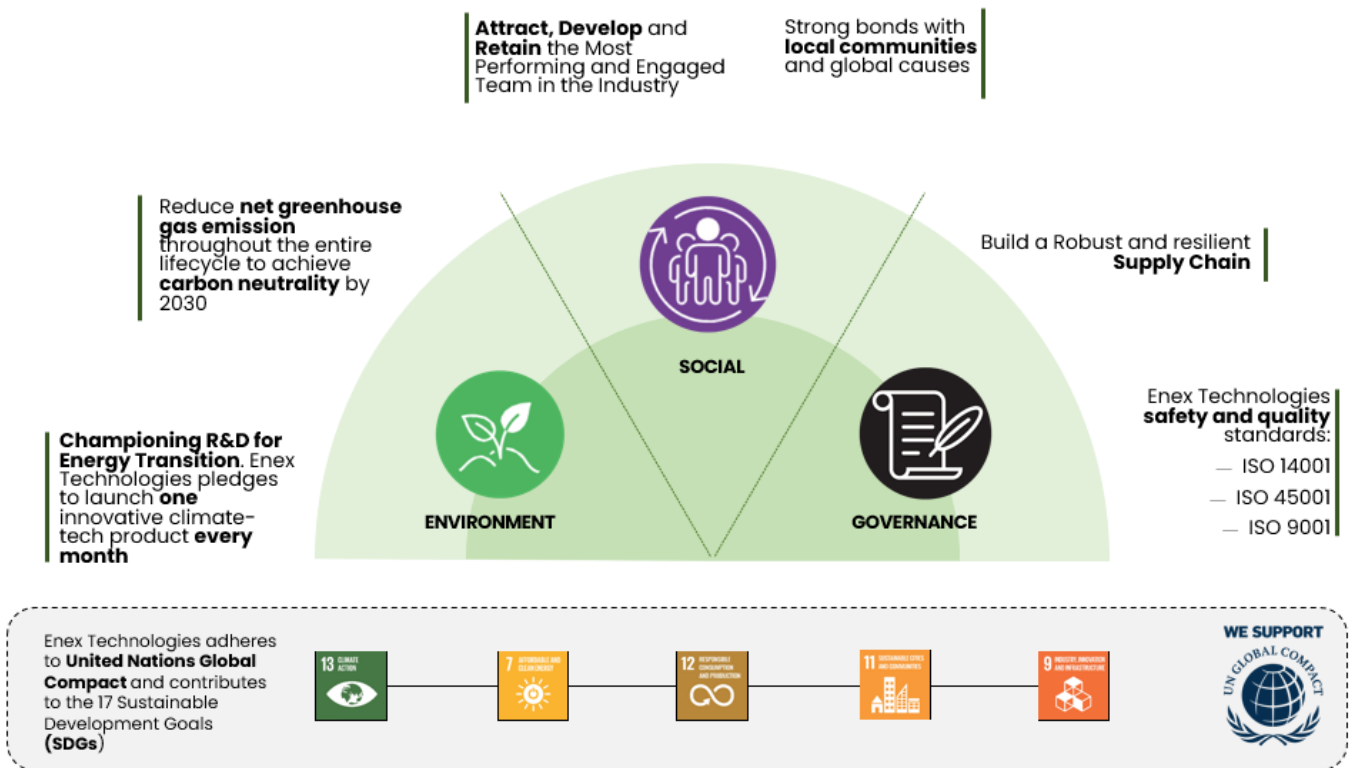 Attract, Develop and
Retain the Most
Performing and Engaged
Team in the Industry
Strong bonds with
local communities
and global causes
Reduce net greenhouse
gas emission
throughout the entire
lifecycle to achieve
carbon neutrality by
2030
Build a Robust and resilient
Supply Chain
SOCIAL
Championing R&D for
Energy Transition. Enex
Technologies pledges
to launch one
innovative climate-
tech product every
month
ENVIRONMENT
GOVERNANCE
Enex Technologies
safety and quality
standards:
— ISO 14001
— ISO 45001
— ISO 9001
Enex Technologies adheres
to United Nations Global
Compact and contributes
to the 17 Sustainable
Development Goals
(SDGs)
13 CLIMATE
ACTION
7 AFFORDABLE AND
CLEAN ENERGY
12 RESPONSIBLE
CONSUMPTION
AND PRODUCTION
11 SUSTAINABLE CITIES
AND COMMUNITIES
9 INDUSTRY, INNOVATION
AND INFRASTRUCTURE
WE SUPPORT
UN GLOBAL COMPACT